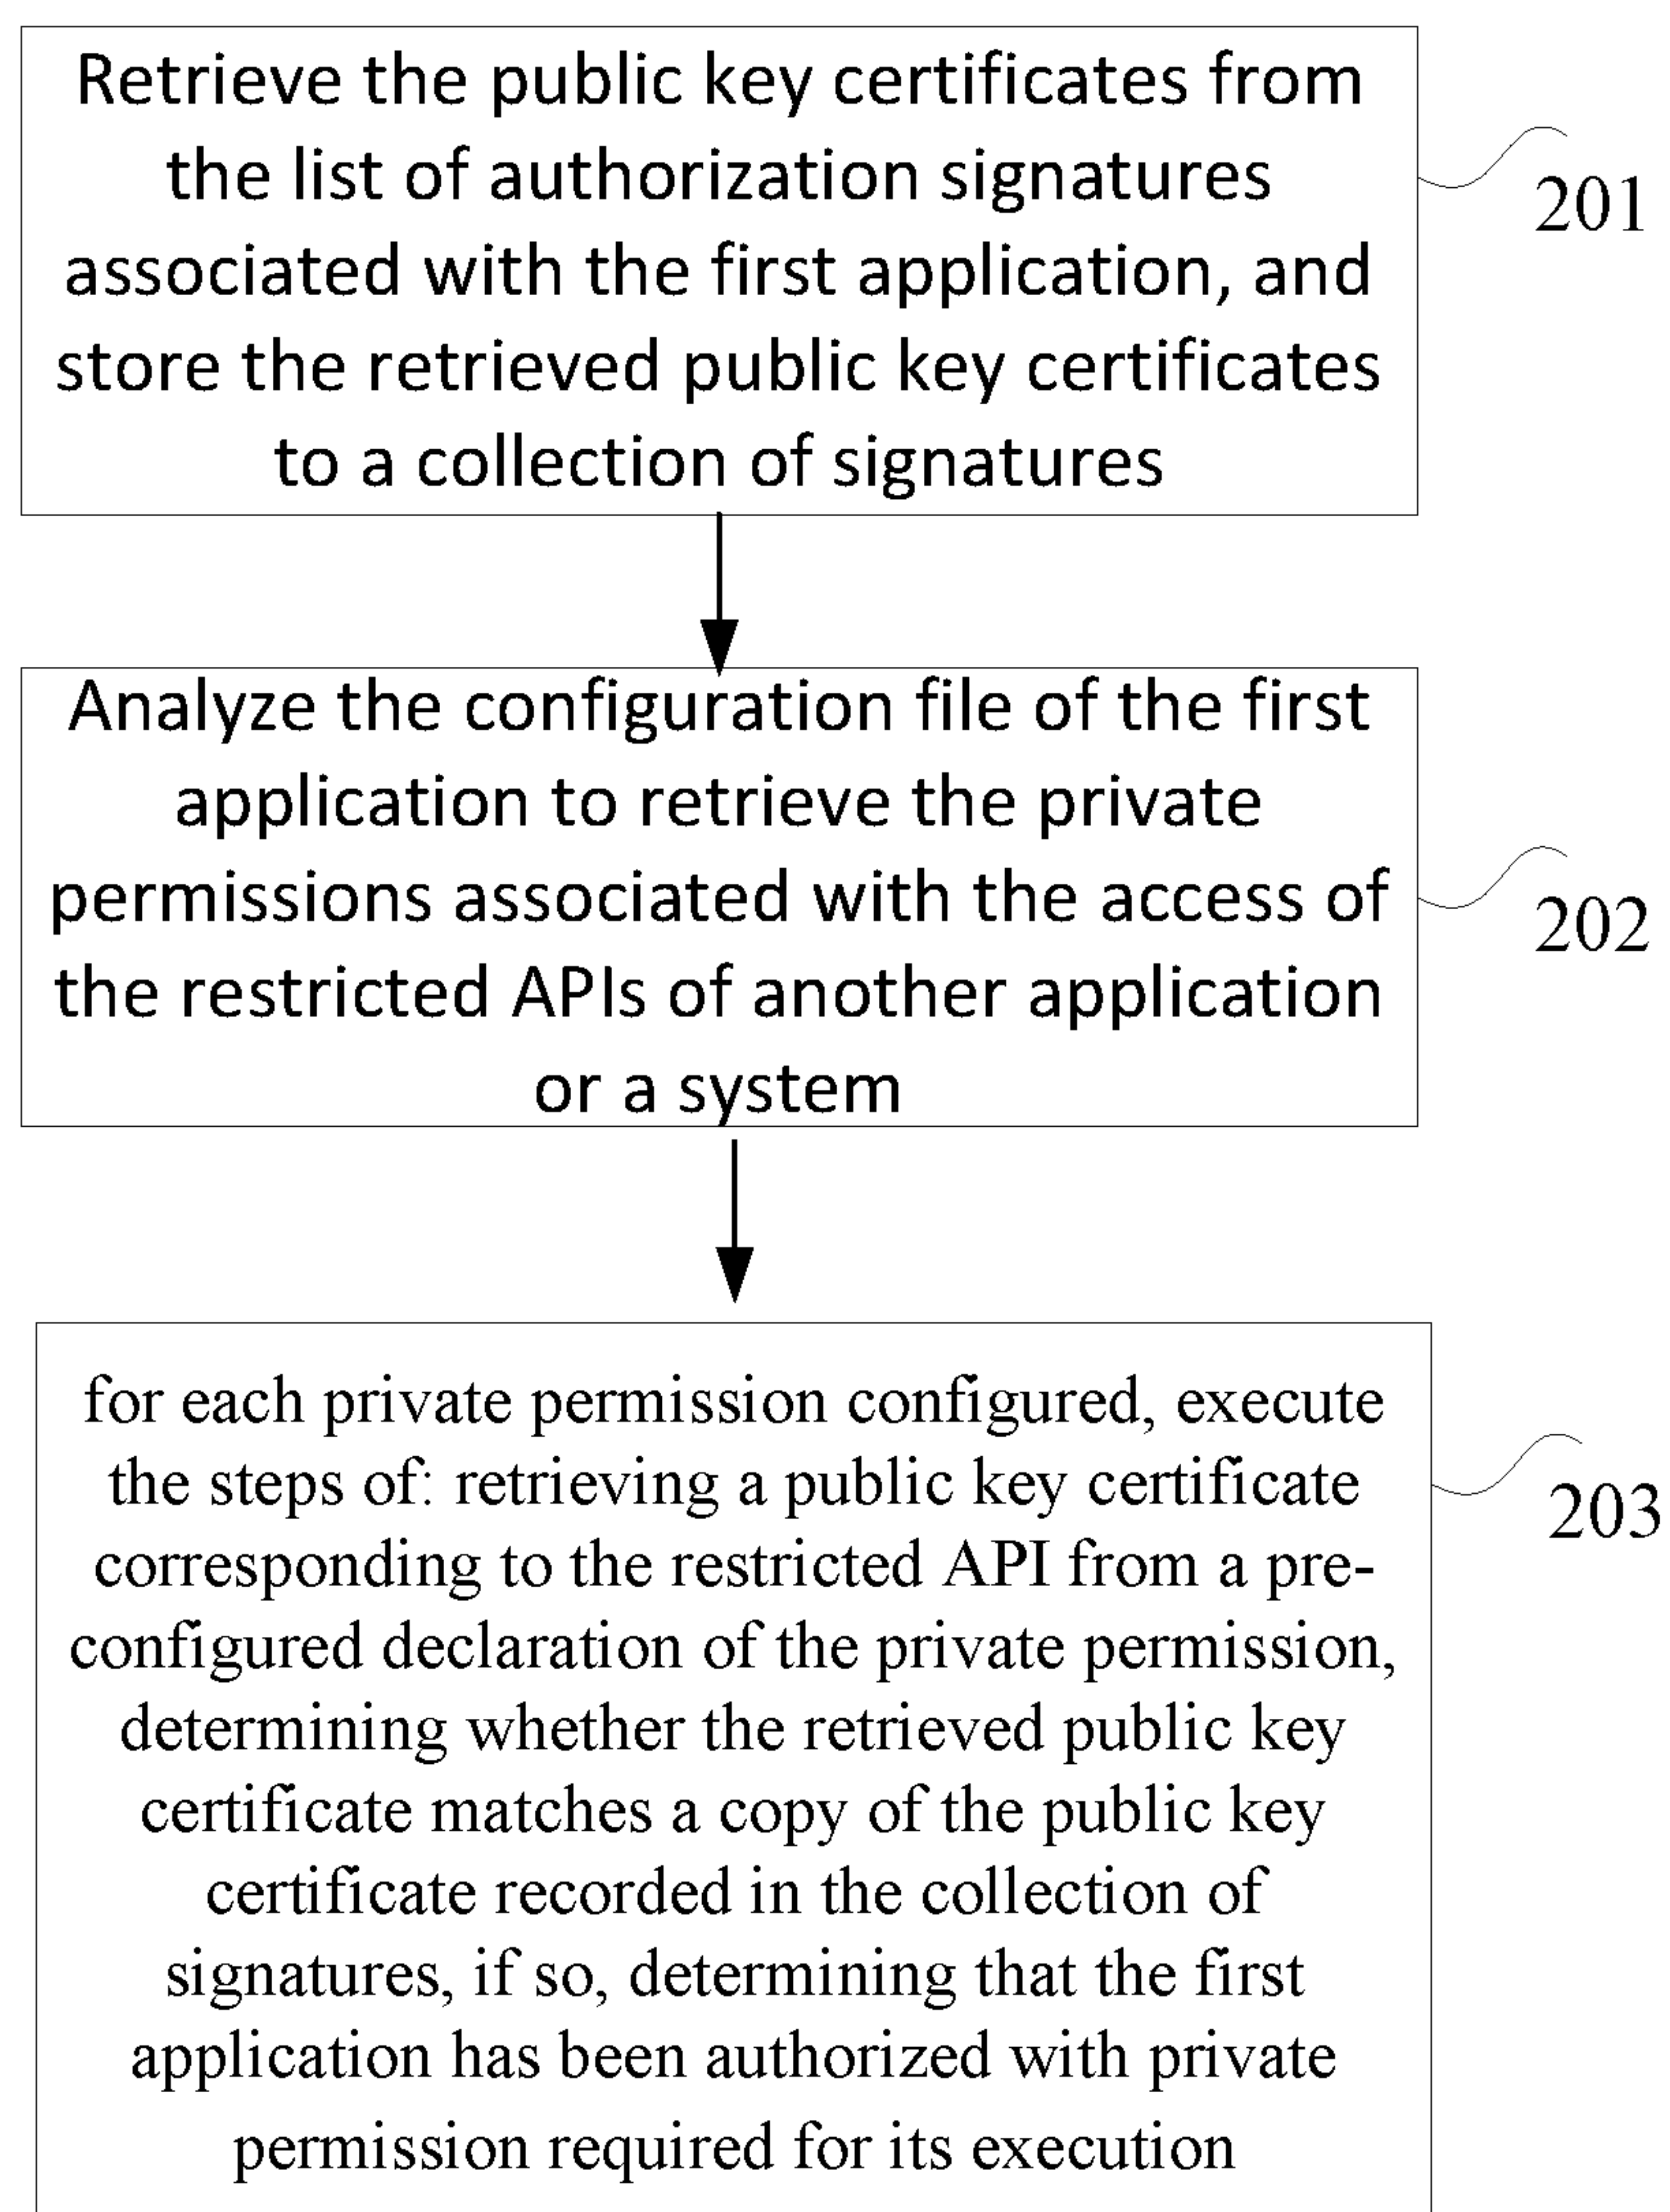 Retrieve the public key certificates from
the list of authorization signatures
associated with the first application, and
store the retrieved public key certificates
to a collection of signatures
201
Analyze the configuration file of the first
application to retrieve the private
permissions associated with the access of
the restricted APIs of another application
or a system
202
for each private permission configured, execute
the steps of: retrieving a public key certificate
corresponding to the restricted API from a pre-
configured declaration of the private permission,
determining whether the retrieved public key
certificate matches a copy of the public key
certificate recorded in the collection of
signatures, if so, determining that the first
application has been authorized with private
permission required for its execution
203